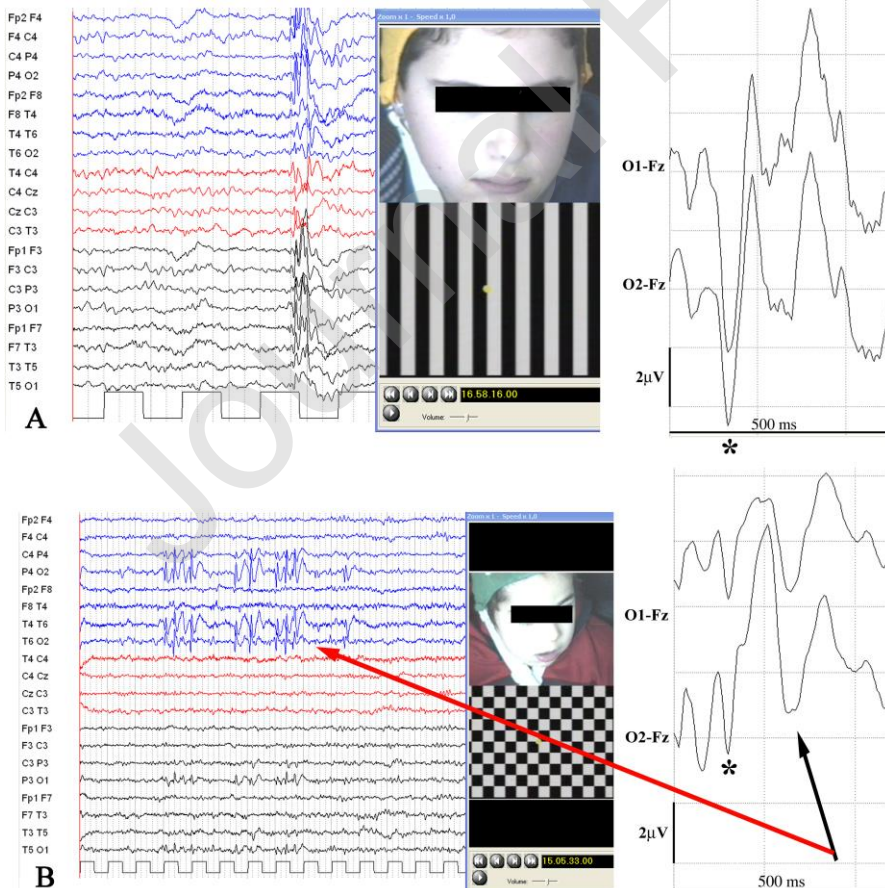 Fp2 F4
F4 C4
C4 P4
P4 O2
Fp2 F8
F8 T4
T4 T6
T6 O2
T4 C4
C4 Cz
Cz C3
C3 T3
Fp1 F3
F3 C3
C3 P3
P3 O1
Fp1 F7
F7 T3
T3 T5
T5 O1
A
Zoom x 1 - Speed x 1,0
16.58.16.00
Volume:
O1-Fz
O2-Fz
2µV
500 ms
*
Journal P
Fp2 F4
F4 C4
C4 P4
P4 O2
Fp2 F8
F8 T4
T4 T6
T6 O2
T4 C4
C4 Cz
Cz C3
C3 T3
Fp1 F3
F3 C3
C3 P3
P3 O1
Fp1 F7
F7 T3
T3 T5
T5 O1
B
Zoom x 1 - Speed x 1,0
15.05.33.00
Volume:
O1-Fz
O2-Fz
*
2µV
500 ms